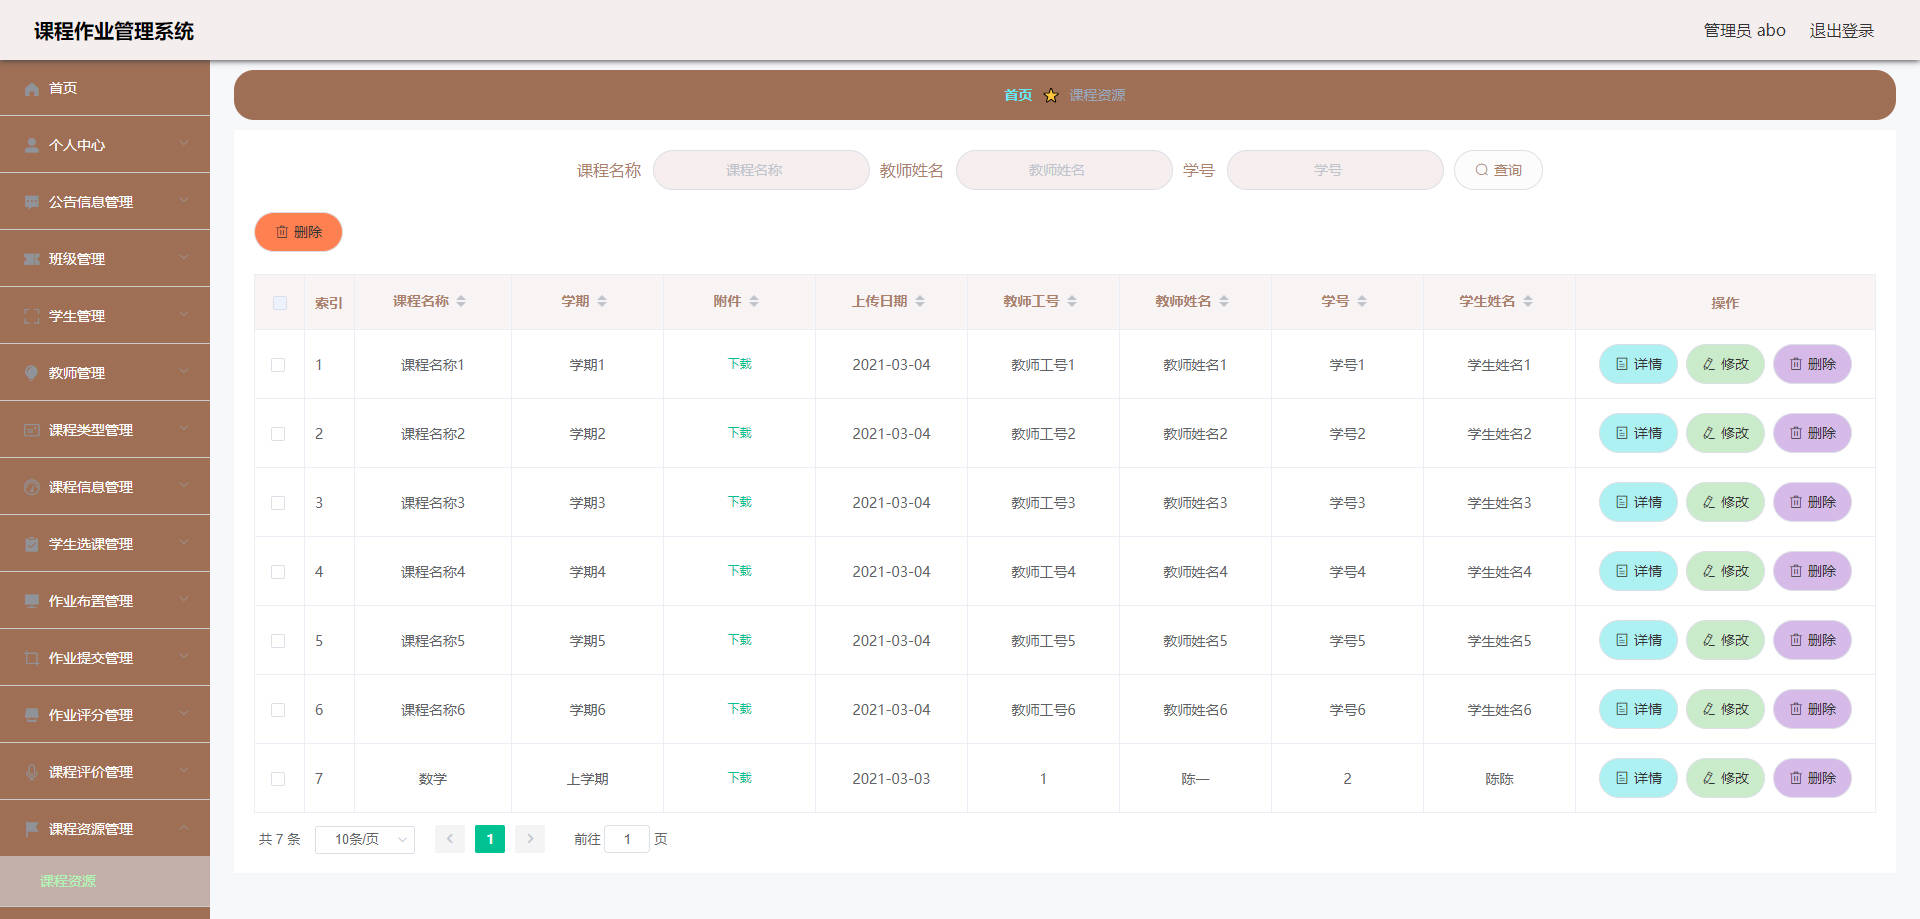 课程作业管理系统
管理员 abo 退出登录
首页
个人中心
公告信息管理
班级管理
学生管理
教师管理
课程类型管理
课程信息管理
学生选课管理
作业布置管理
作业提交管理
作业评分管理
课程评价管理
课程资源管理
课程资源
首页 课程资源
课程名称 课程名称 教师姓名 教师姓名 学号 学号 查询
删除
索引 课程名称 学期 附件 上传日期 教师工号 教师姓名 学号 学生姓名 操作
1 课程名称1 学期1 下载 2021-03-04 教师工号1 教师姓名1 学号1 学生姓名1 详情 修改 删除
2 课程名称2 学期2 下载 2021-03-04 教师工号2 教师姓名2 学号2 学生姓名2 详情 修改 删除
3 课程名称3 学期3 下载 2021-03-04 教师工号3 教师姓名3 学号3 学生姓名3 详情 修改 删除
4 课程名称4 学期4 下载 2021-03-04 教师工号4 教师姓名4 学号4 学生姓名4 详情 修改 删除
5 课程名称5 学期5 下载 2021-03-04 教师工号5 教师姓名5 学号5 学生姓名5 详情 修改 删除
6 课程名称6 学期6 下载 2021-03-04 教师工号6 教师姓名6 学号6 学生姓名6 详情 修改 删除
7 数学 上学期 下载 2021-03-03 1 陈一 2 陈陈 详情 修改 删除
共 7 条 10条/页 1 前往 1 页